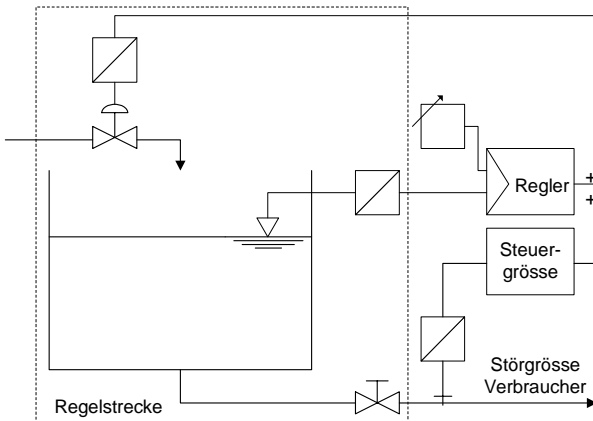 Regler
+
+
Steuer-
grösse
Störgrösse
Verbraucher
Regelstrecke